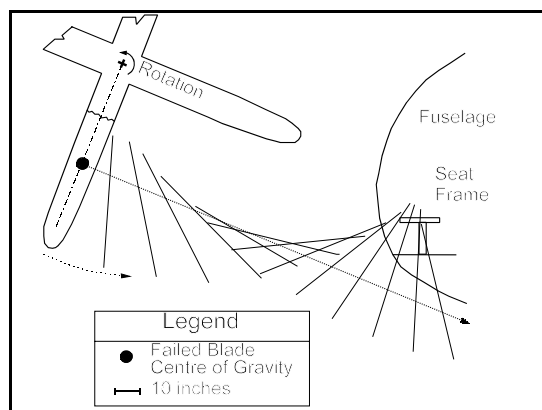 Rotation
Fuselage
Seat
Frame
Legend
Failed Blade
Centre of Gravity
10 inches